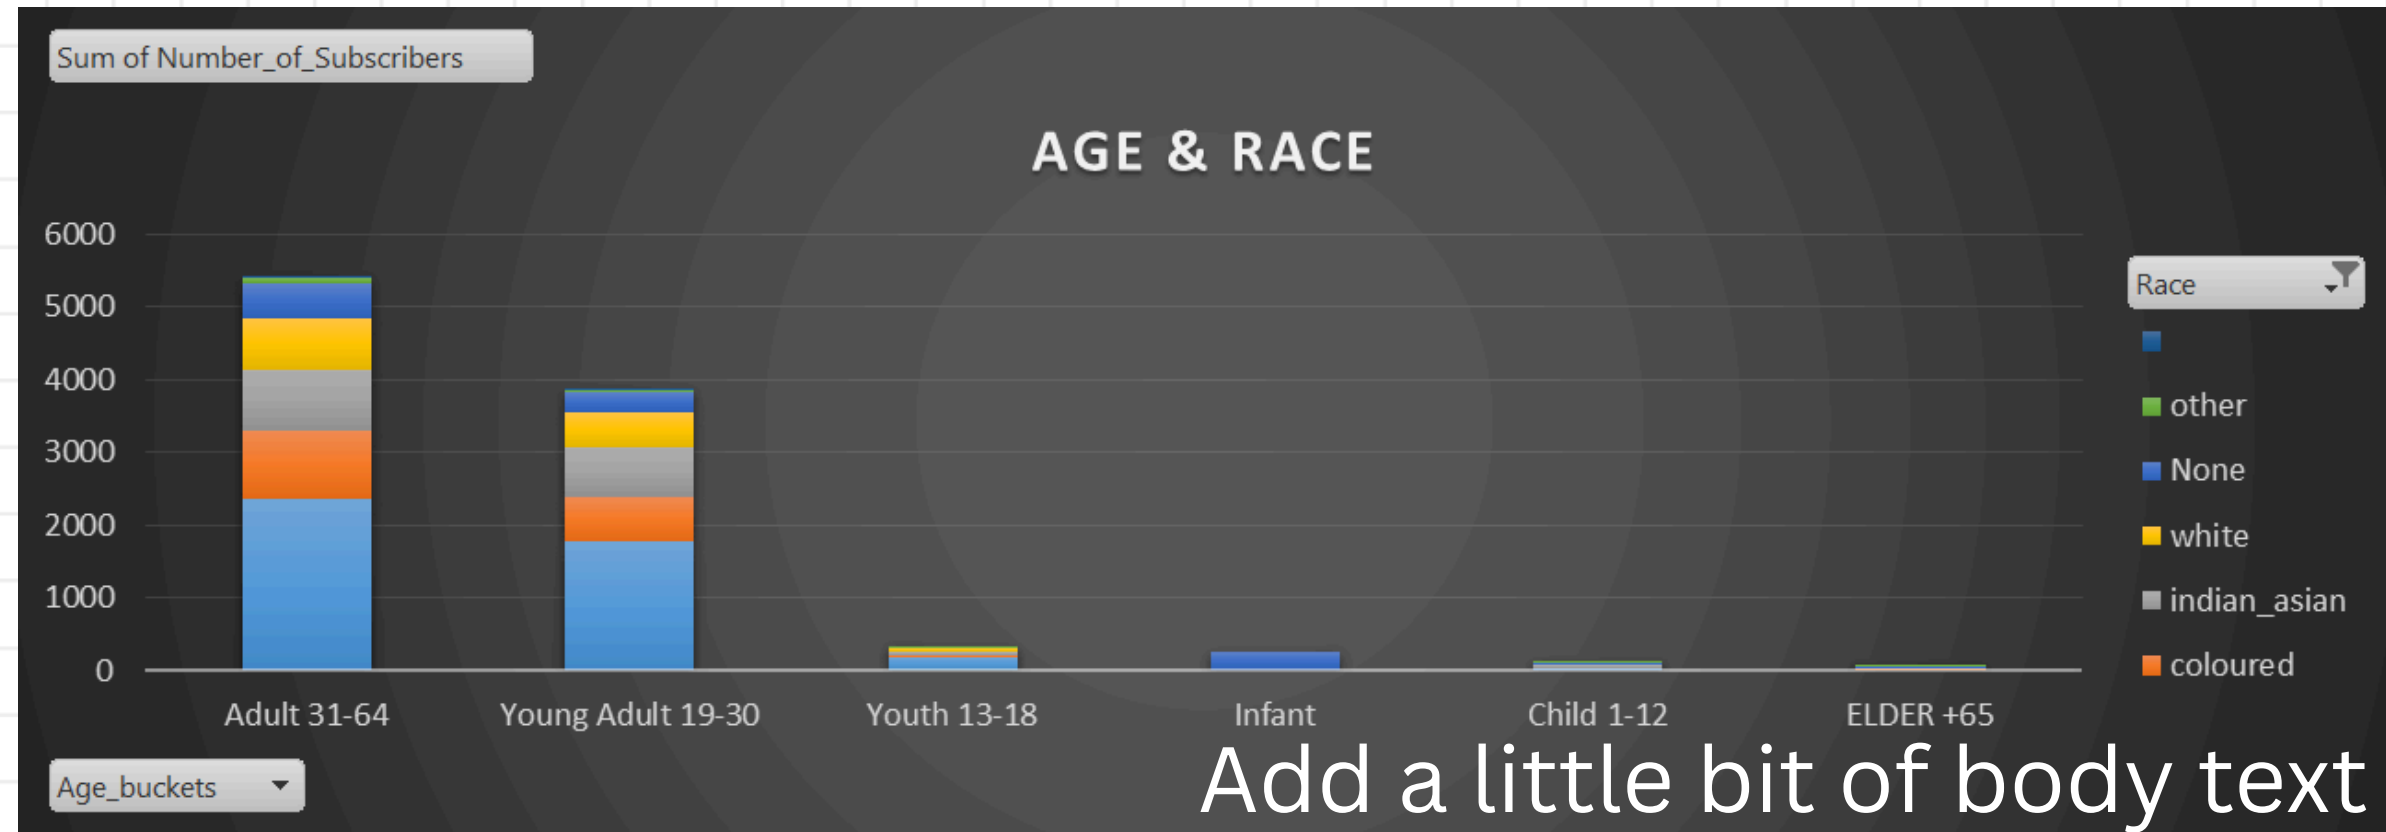 Sum of Number_of_Subscribers
AGE & RACE
6000
5000
4000
3000
2000
1000
0
Adult 31-64
Young Adult 19-30
Youth 13-18
Infant
Child 1-12
ELDER +65
Race
other
None
white
indian_asian
coloured
Age_buckets
Add a little bit of body text